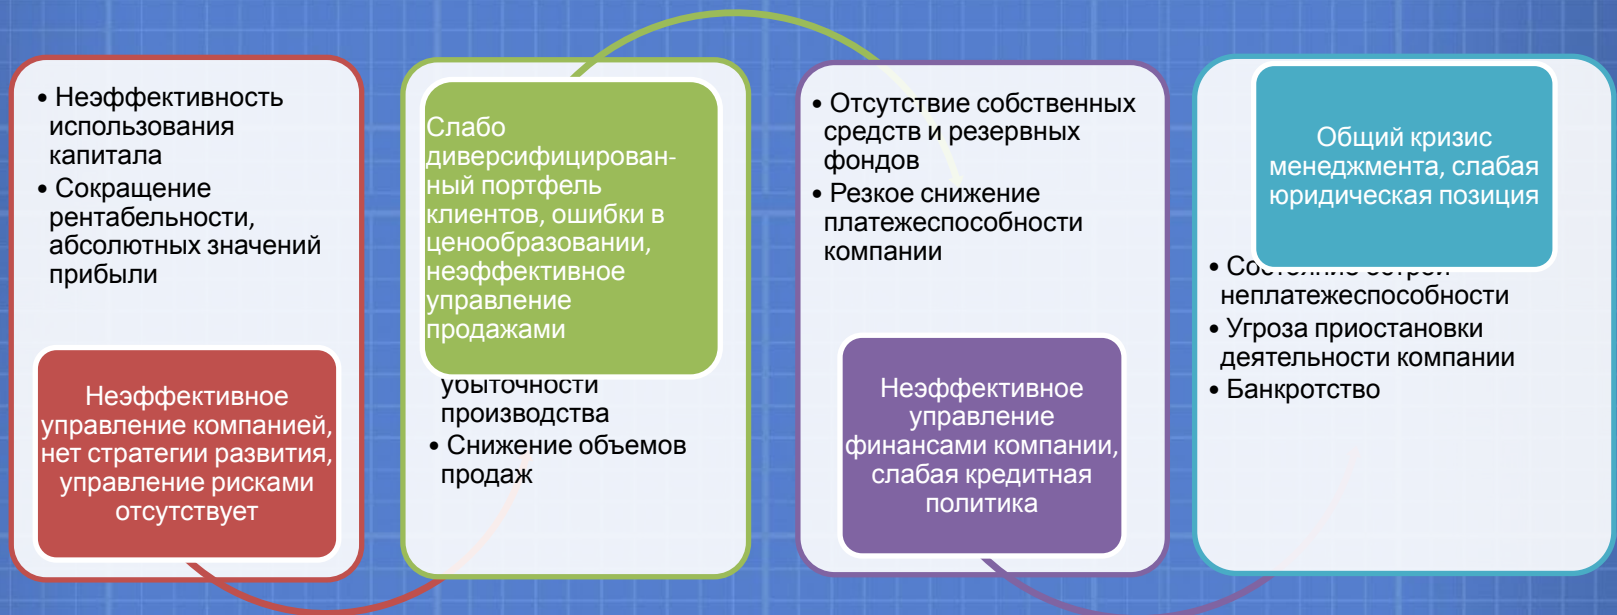 • Неэффективность
использования
капитала
• Сокращение
рентабельности,
абсолютных значений
прибыли
Неэффективное
управление компанией,
нет стратегии развития,
управление рисками
отсутствует
Слабо
диверсифицирован-
ный портфель
клиентов, ошибки в
ценообразовании,
неэффективное
управление
продажами
убыточности
производства
• Снижение объемов
продаж
• Отсутствие собственных
средств и резервных
фондов
• Резкое снижение
платежеспособности
компании
Неэффективное
управление
финансами компании,
слабая кредитная
политика
Общий кризис
менеджмента, слабая
юридическая позиция
• Состояние острой
неплатежеспособности
• Угроза приостановки
деятельности компании
• Банкротство